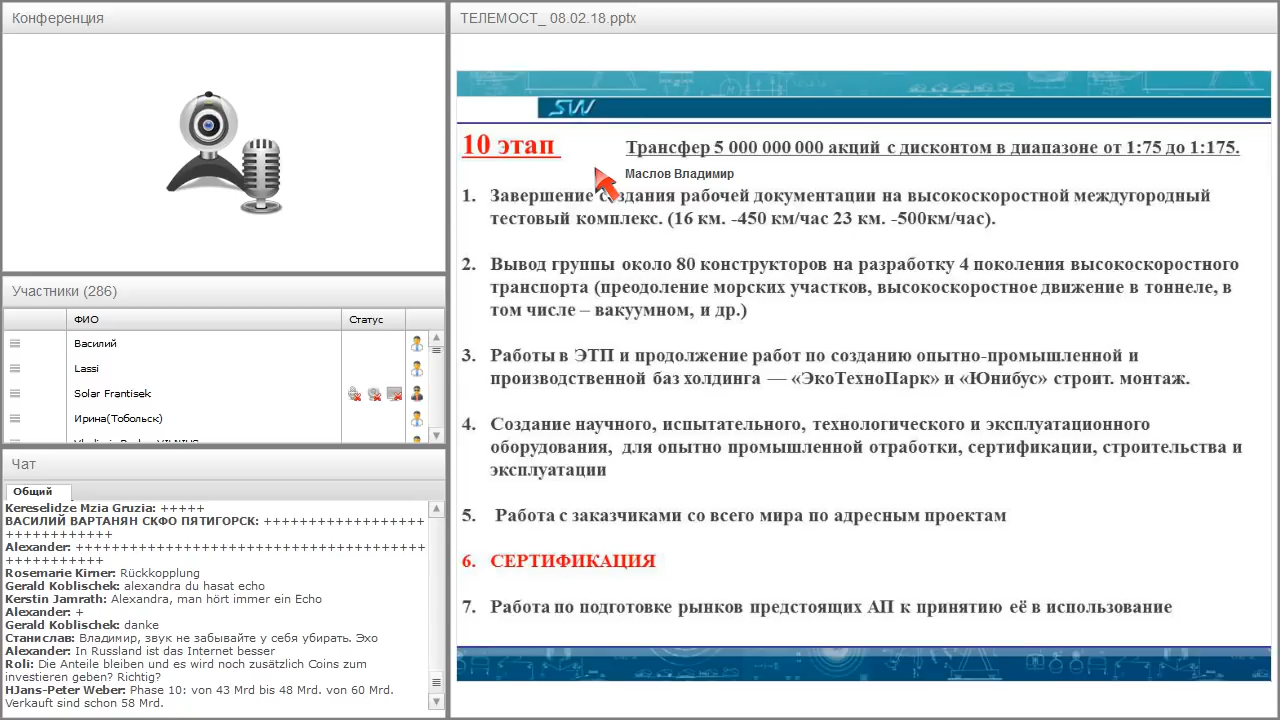 Конференция
Участники (286)
ФИО
Статус
Василий
Lassi
Solar Frantisek
Ирина(Тобольск)
Чат
Общий
Kereselidze Mzia Gruzia: +++++
ВАСИЛИЙ ВАРТАНЯН СКФО ПЯТИГОРСК: ++++++++++++++++++
++++++++++++
Alexander: +++++++++++++++++++++++++++++++++++++++
+++++++++++
Rosemarie Kirner: Rückkopplung
Gerald Koblischek: alexandra du hasat echo
Kerstin Jamrath: Alexandra, man hört immer ein Echo
Alexander: +
Gerald Koblischek: danke
Станислав: Владимир, звук не забывайте у себя убирать. Эхо
Alexander: In Russland ist das Internet besser
Roli: Die Anteile bleiben und es wird noch zusätzlich Coins zum
investieren geben? Richtig?
HJans-Peter Weber: Phase 10: von 43 Mrd bis 48 Mrd. von 60 Mrd.
Verkauft sind schon 58 Mrd.
ТЕЛЕМОСТ_ 08.02.18.pptx
SW
10 этап
Трансфер 5 000 000 000 акций с дисконтом в диапазоне от 1:75 до 1:175.
Маслов Владимир
1. Завершение создания рабочей документации на высокоскоростной междугородный
тестовый комплекс. (16 км. -450 км/час 23 км. -500км/час).
2. Вывод группы около 80 конструкторов на разработку 4 поколения высокоскоростного
транспорта (преодоление морских участков, высокоскоростное движение в тоннеле, в
том числе – вакуумном, и др.)
3. Работы в ЭТП и продолжение работ по созданию опытно-промышленной и
производственной баз холдинга — «ЭкоТехноПарк» и «Юнибус» строит. монтаж.
4. Создание научного, испытательного, технологического и эксплуатационного
оборудования, для опытно промышленной отработки, сертификации, строительства и
эксплуатации
5. Работа с заказчиками со всего мира по адресным проектам
6. СЕРТИФИКАЦИЯ
7. Работа по подготовке рынков предстоящих АП к принятию её в использование